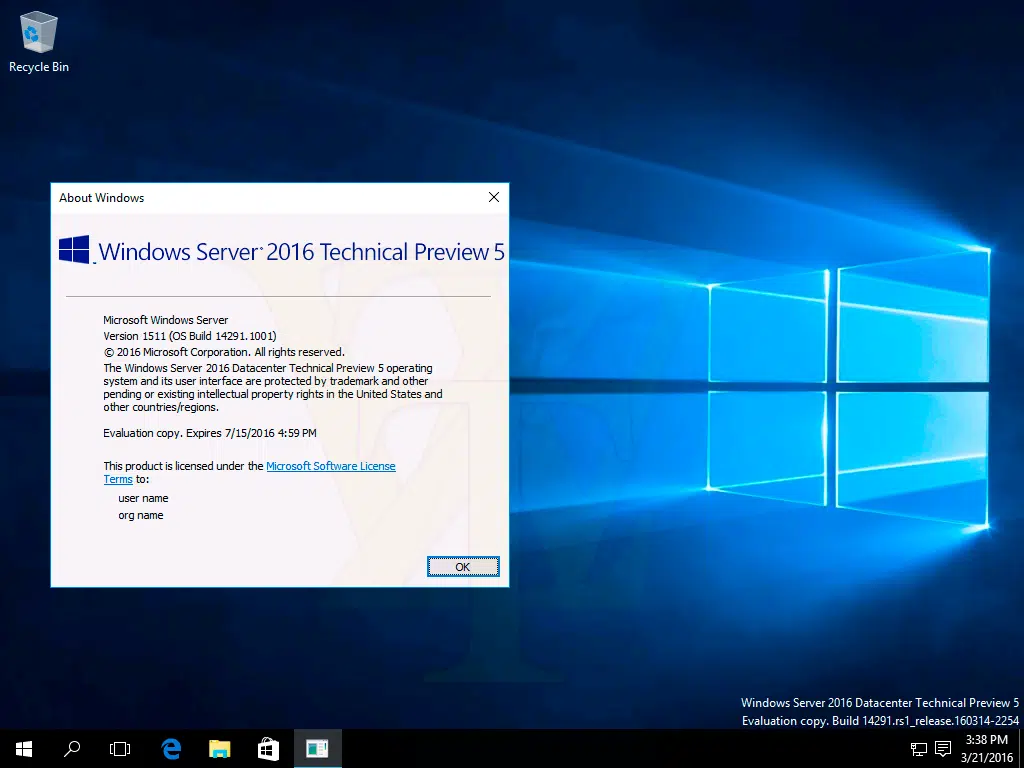 Recycle Bin
About Windows
Windows Server® 2016 Technical Preview 5
Microsoft Windows Server
Version 1511 (OS Build 14291.1001)
© 2016 Microsoft Corporation. All rights reserved.
The Windows Server 2016 Datacenter Technical Preview 5 operating
system and its user interface are protected by trademark and other
pending or existing intellectual property rights in the United States and
other countries/regions.
Evaluation copy. Expires 7/15/2016 4:59 PM
This product is licensed under the Microsoft Software License
Terms to:
user name
org name
OK
Windows Server 2016 Datacenter Technical Preview 5
Evaluation copy. Build 14291.rs1_release.160314-2254
3:38 PM
3/21/2016